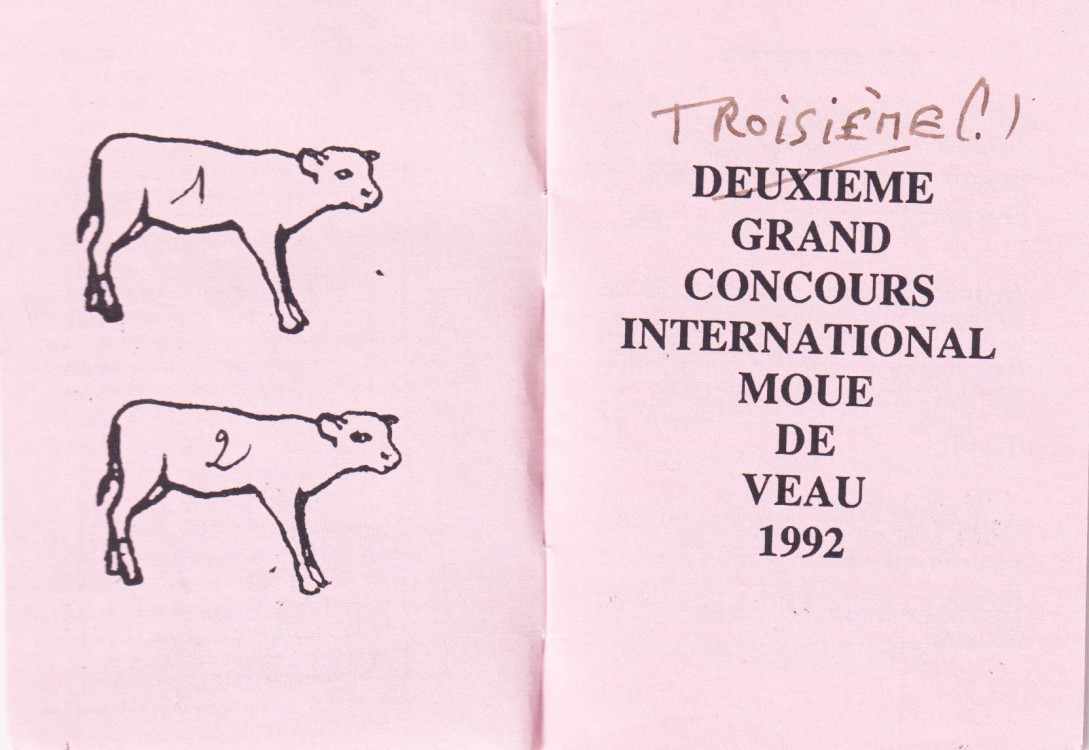 1
2
TROISIÈME (!)
DEUXIEME
GRAND
CONCOURS
INTERNATIONAL
MOUE
DE
VEAU
1992